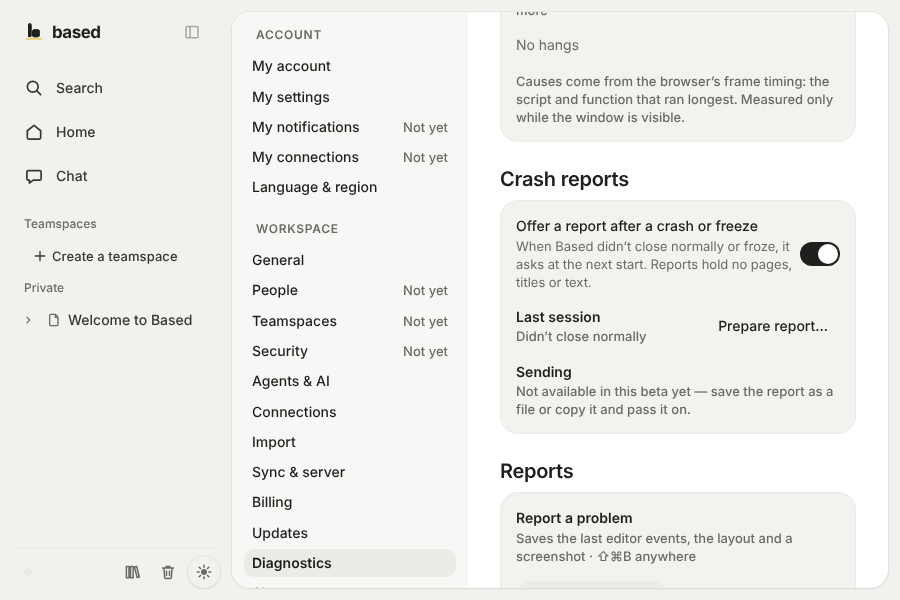 based
Search
Home
Chat
Teamspaces
Create a teamspace
Private
Welcome to Based
ACCOUNT
My account
My settings
My notifications Not yet
My connections Not yet
Language & region
WORKSPACE
General
People Not yet
Teamspaces Not yet
Security Not yet
Agents & AI
Connections
Import
Sync & server
Billing
Updates
Diagnostics
more
No hangs
Causes come from the browser’s frame timing: the
script and function that ran longest. Measured only
while the window is visible.
Crash reports
Offer a report after a crash or freeze
When Based didn’t close normally or froze, it
asks at the next start. Reports hold no pages,
titles or text.
Last session
Didn’t close normally
Prepare report…
Sending
Not available in this beta yet — save the report as a
file or copy it and pass it on.
Reports
Report a problem
Saves the last editor events, the layout and a
screenshot · ⇧⌘B anywhere